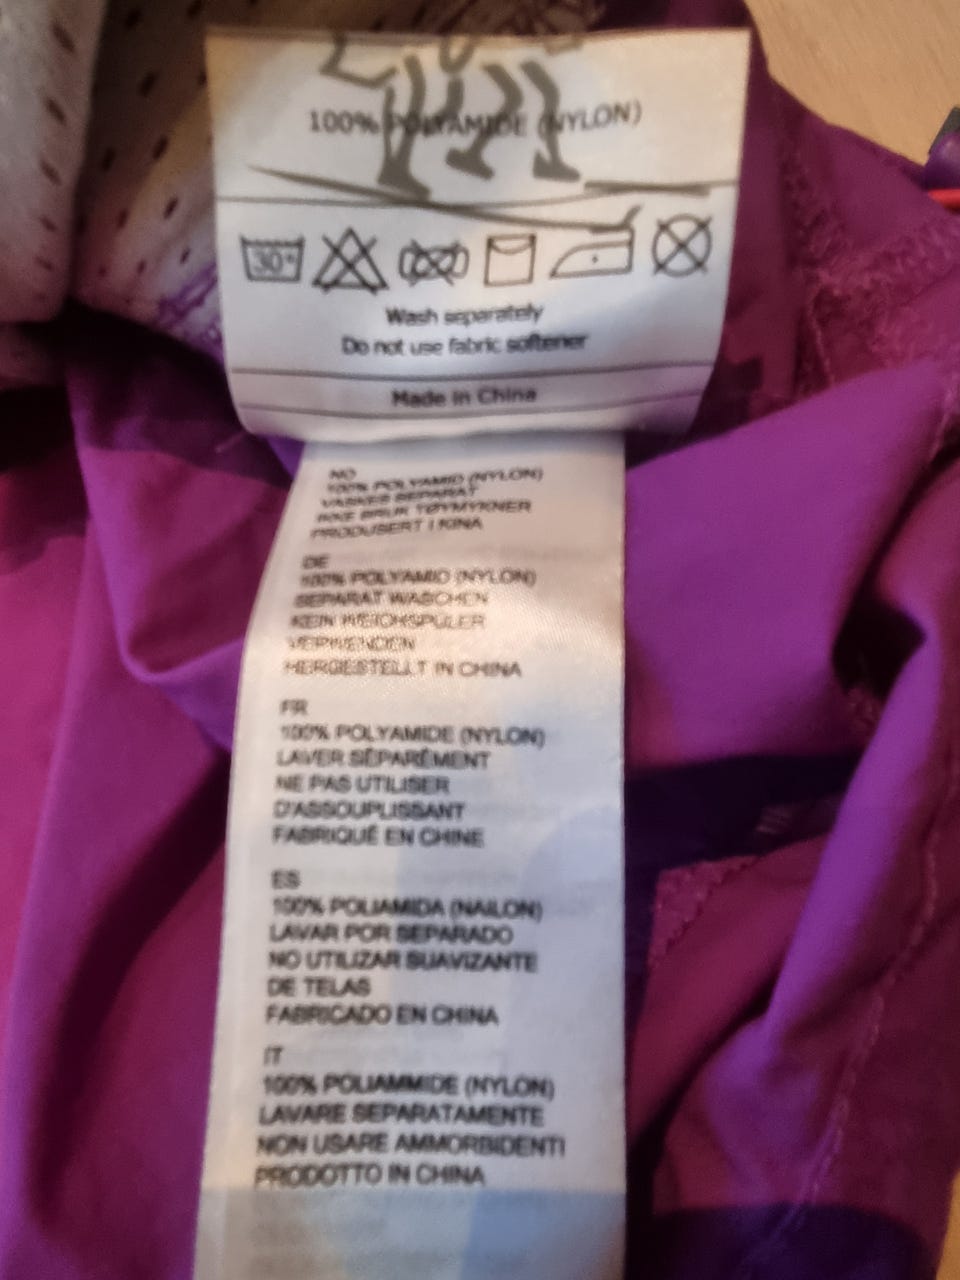 100% POLYAMIDE (NYLON)
30°
Wash separately
Do not use fabric softener
Made in China
NO
100% POLYAMID (NYLON)
VASKES SEPARAT
IKKE BRUK TØYMYKNER
PRODUSERT I KINA
DE
100% POLYAMID (NYLON)
SEPARAT WASCHEN
KEIN WEICHSPÜLER
VERWENDEN
HERGESTELLT IN CHINA
FR
100% POLYAMIDE (NYLON)
LAVER SÉPARÉMENT
NE PAS UTILISER
D'ASSOUPLISSANT
FABRIQUÉ EN CHINE
ES
100% POLIAMIDA (NAILON)
LAVAR POR SEPARADO
NO UTILIZAR SUAVIZANTE
DE TELAS
FABRICADO EN CHINA
IT
100% POLIAMMIDE (NYLON)
LAVARE SEPARATAMENTE
NON USARE AMMORBIDENTI
PRODOTTO IN CHINA